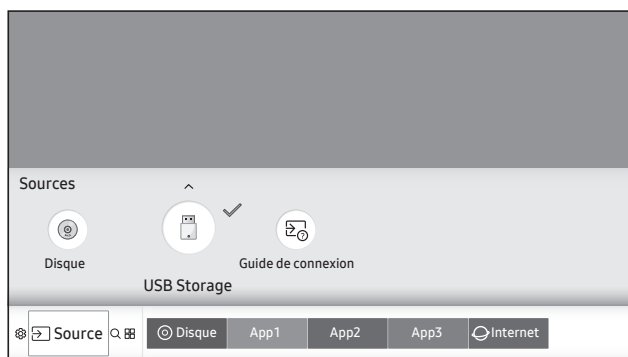 Sources
Disque
Guide de connexion
USB Storage
Source Disque App1 App2 App3 Internet